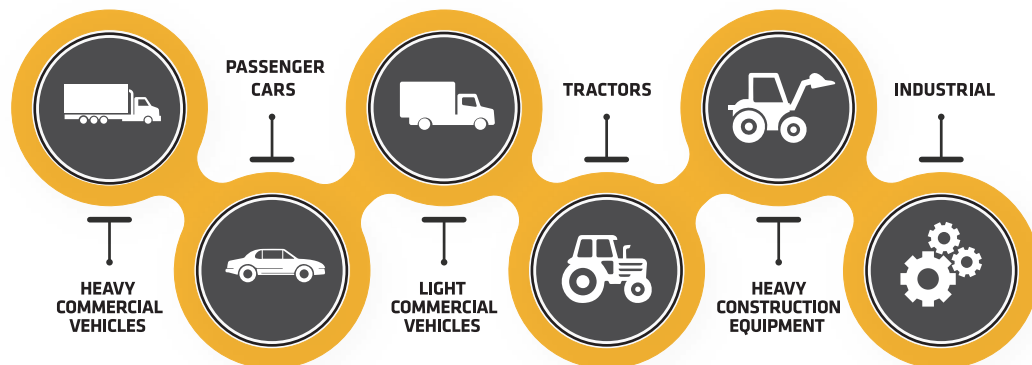 PASSENGER
CARS
TRACTORS
INDUSTRIAL
HEAVY
COMMERCIAL
VEHICLES
LIGHT
COMMERCIAL
VEHICLES
HEAVY
CONSTRUCTION
EQUIPMENT